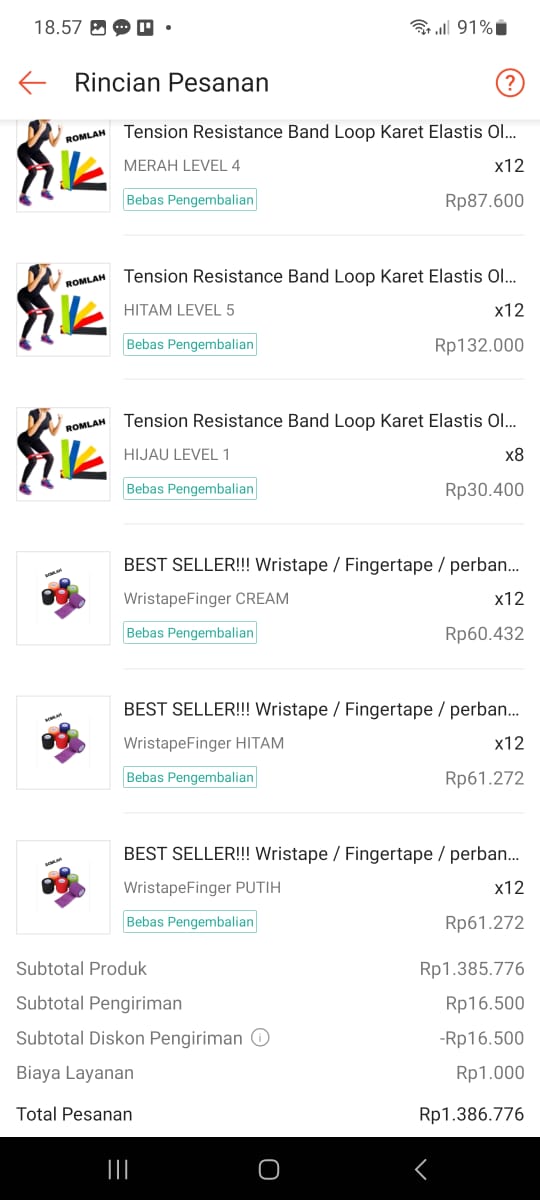 18.57
91%
Rincian Pesanan
?
ROMLAH
Tension Resistance Band Loop Karet Elastis Ol...
MERAH LEVEL 4
x12
Bebas Pengembalian
Rp87.600
ROMLAH
Tension Resistance Band Loop Karet Elastis Ol...
HITAM LEVEL 5
x12
Bebas Pengembalian
Rp132.000
ROMLAH
Tension Resistance Band Loop Karet Elastis Ol...
HIJAU LEVEL 1
x8
Bebas Pengembalian
Rp30.400
ROMLAH
BEST SELLER!!! Wristape / Fingertape / perban...
WristapeFinger CREAM
x12
Bebas Pengembalian
Rp60.432
ROMLAH
BEST SELLER!!! Wristape / Fingertape / perban...
WristapeFinger HITAM
x12
Bebas Pengembalian
Rp61.272
ROMLAH
BEST SELLER!!! Wristape / Fingertape / perban...
WristapeFinger PUTIH
x12
Bebas Pengembalian
Rp61.272
Subtotal Produk Rp1.385.776
Subtotal Pengiriman Rp16.500
Subtotal Diskon Pengiriman -Rp16.500
Biaya Layanan Rp1.000
Total Pesanan Rp1.386.776